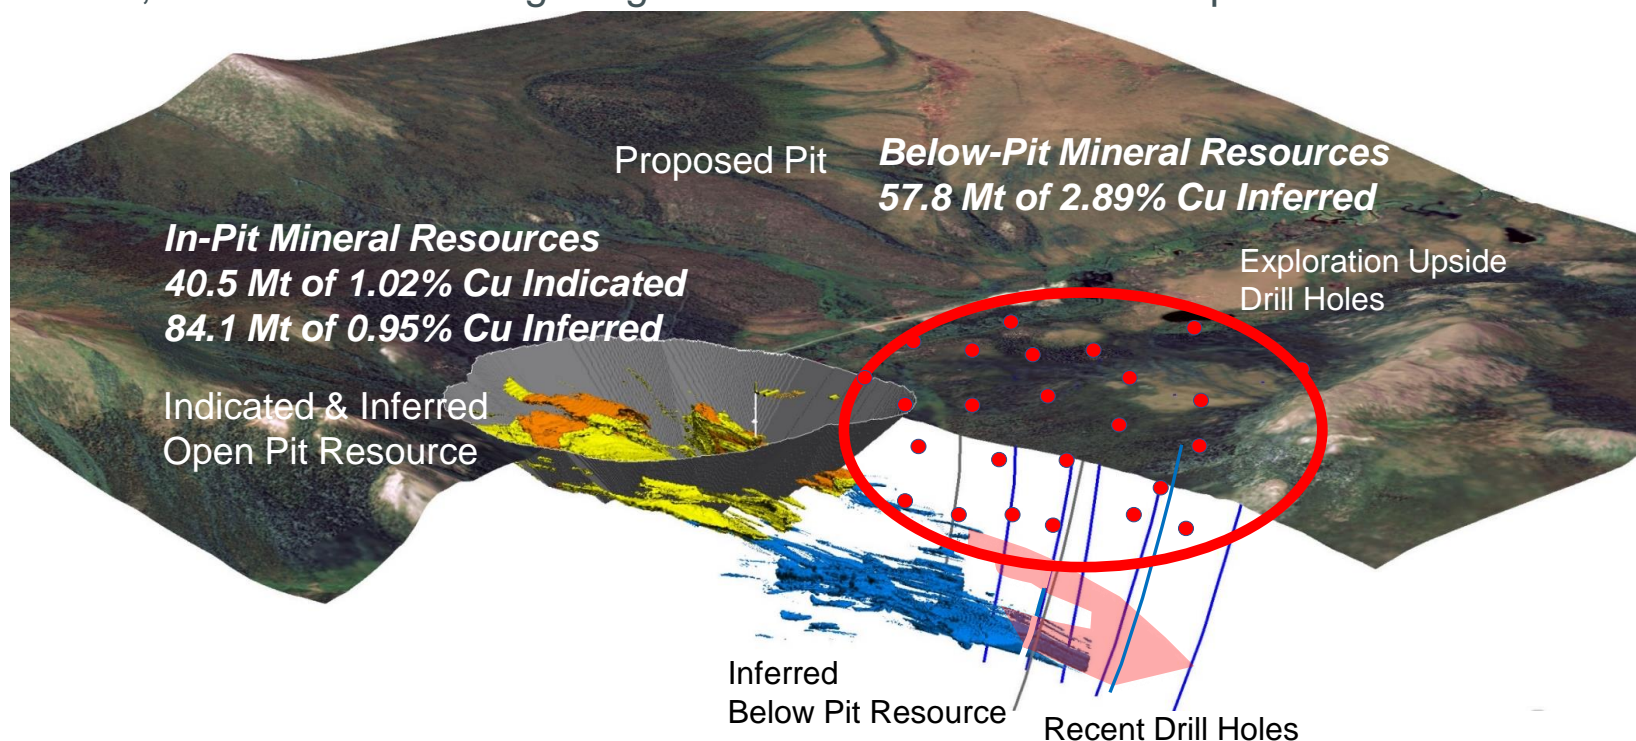 Proposed Pit
Below-Pit Mineral Resources
57.8 Mt of 2.89% Cu Inferred
In-Pit Mineral Resources
40.5 Mt of 1.02% Cu Indicated
84.1 Mt of 0.95% Cu Inferred
Exploration Upside
Drill Holes
Indicated & Inferred
Open Pit Resource
Inferred
Below Pit Resource
Recent Drill Holes